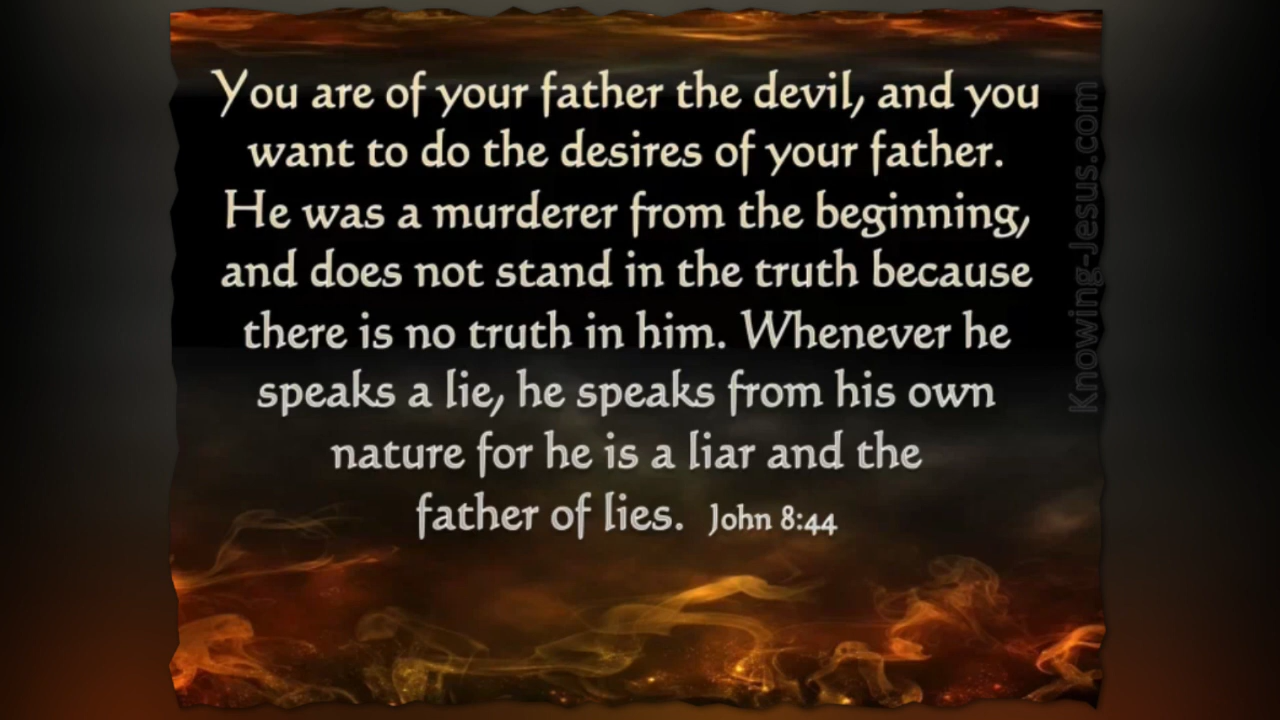 You are of your father the devil, and you
want to do the desires of your father.
He was a murderer from the beginning,
and does not stand in the truth because
there is no truth in him. Whenever he
speaks a lie, he speaks from his own
nature for he is a liar and the
father of lies. John 8:44
Knowing-Jesus.com